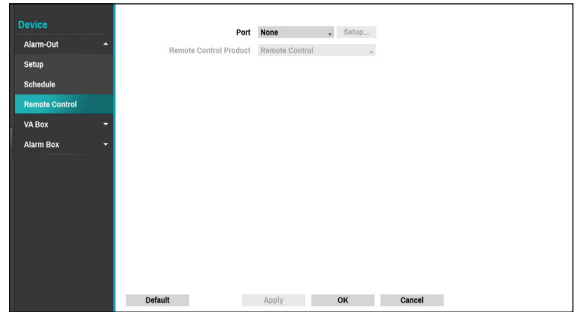 Device
Alarm-Out
Setup
Schedule
Remote Control
VA Box
Alarm Box
Port None Setup...
Remote Control Product Remote Control
Default Apply OK Cancel